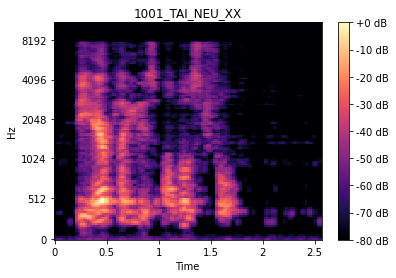 1001_TAI_NEU_XX
+0 dB
8192
-10 dB
4096
-20 dB
-30 dB
2048
Hz
-40 dB
1024
-50 dB
512
-60 dB
-70 dB
0
-80 dB
0 0.5 1 1.5 2 2.5
Time